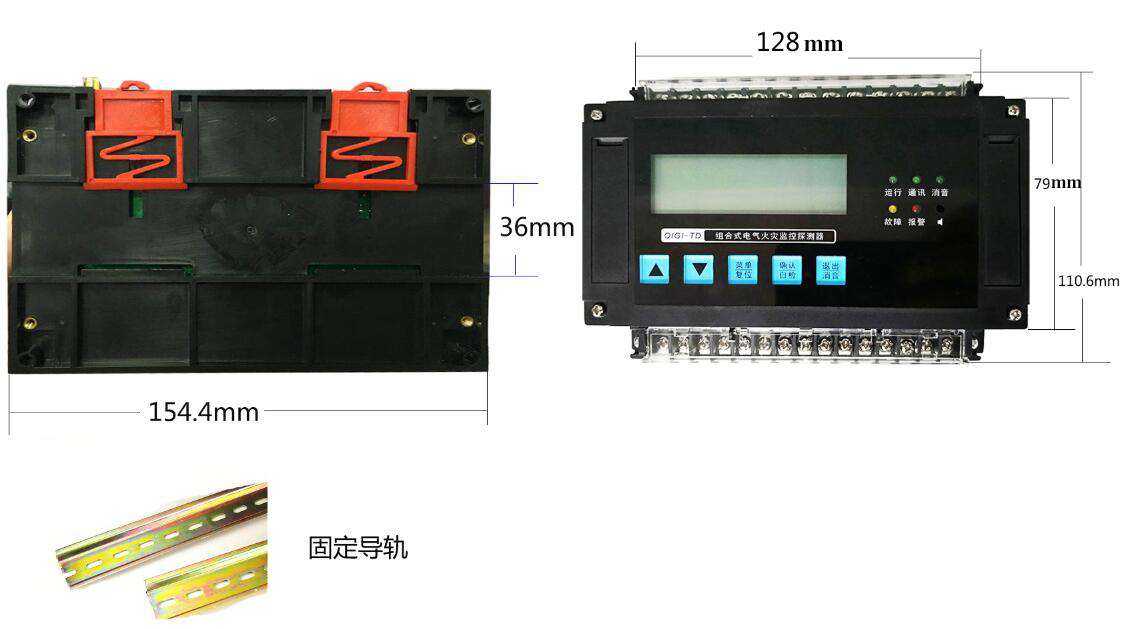 128mm
36mm
79mm
110.6mm
运行 通讯 消音
故障 报警
QIGI-TD 组合式电气火灾监控探测器
菜单 确认 退出
复位 自检 消音
154.4mm
固定导轨